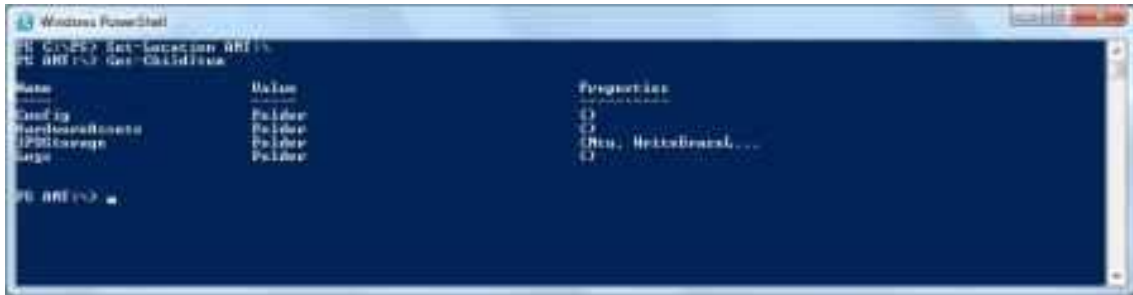 Windows PowerShell
PS C:\PS> Set-Location AMT:\
PS AMT:\> Get-ChildItem
Name Value Properties
---- ----- ----------
Config Folder {}
HardwareAssets Folder {}
3PDStorage Folder {Mtu,
Logs Folder {}
PS AMT:\>